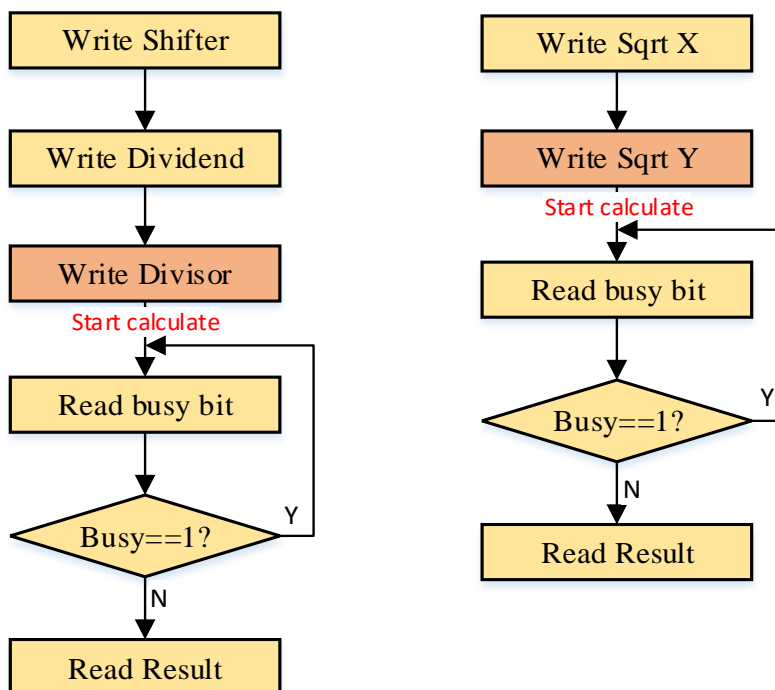 Write Shifter
Write Dividend
Write Divisor
Start calculate
Read busy bit
Busy==1?
Y
N
Read Result
Write Sqrt X
Write Sqrt Y
Start calculate
Read busy bit
Busy==1?
Y
N
Read Result